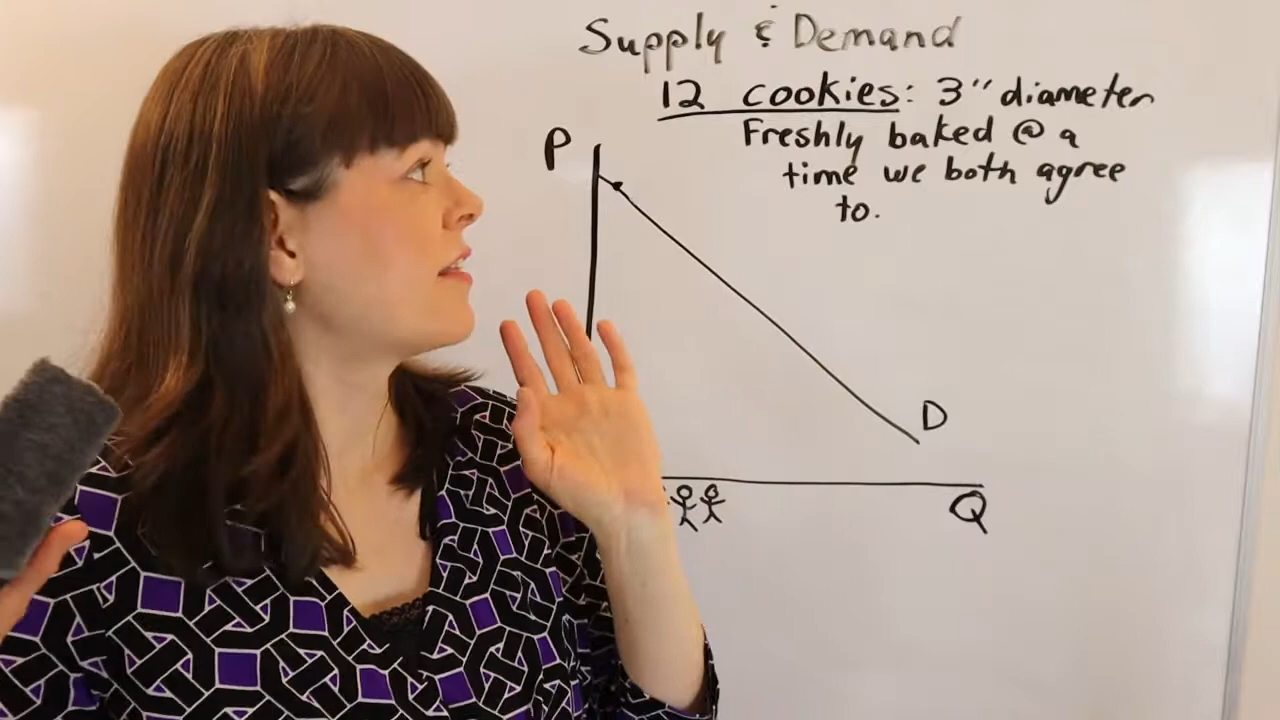 Supply & Demand
12 cookies: 3" diameter
Freshly baked @ a
time we both agree
to.
P
D
Q